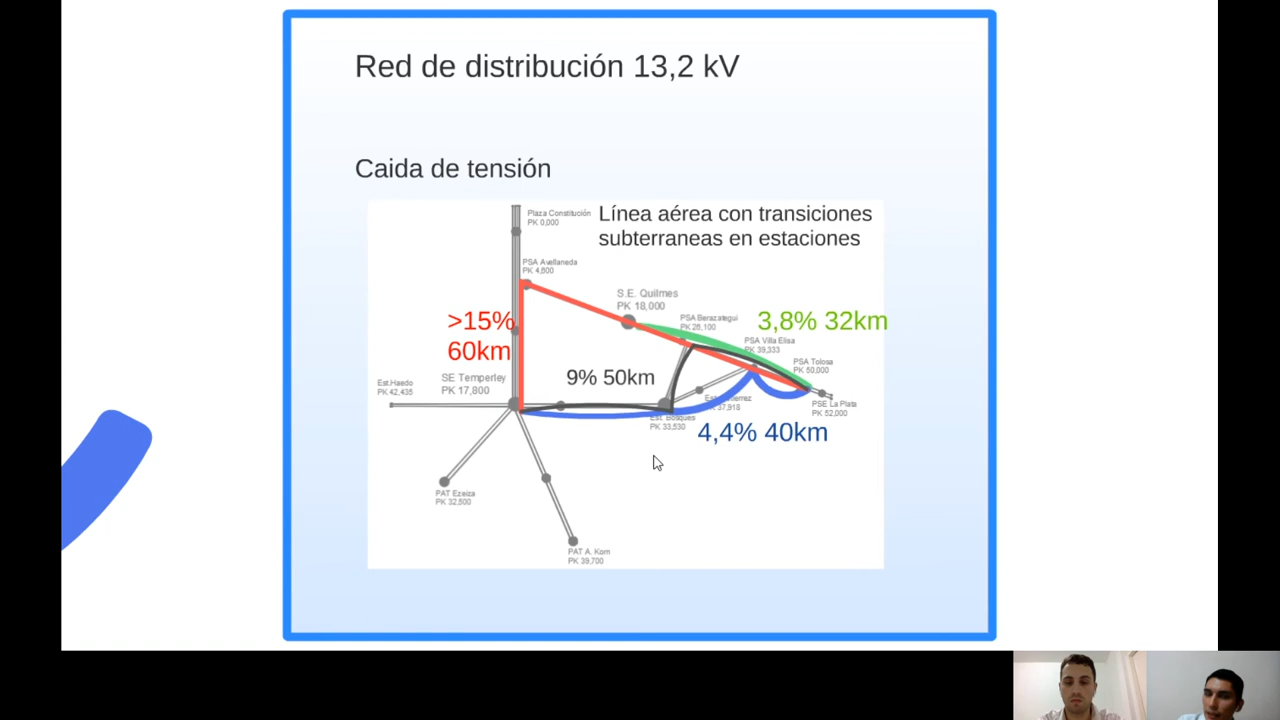 Red de distribución 13,2 kV
Caida de tensión
Plaza Constitución
PK 0,000
Línea aérea con transiciones
subterraneas en estaciones
PSA Avellaneda
PK 4,600
S.E. Quilmes
PK 18,000
>15%
60km
PSA Berazategui
PK 26,100
3,8% 32km
PSA Villa Elisa
PK 39,333
PSA Tolosa
PK 50,000
9% 50km
SE Temperley
PK 17,800
Est.Haedo
PK 42,435
PSE La Plata
PK 52,000
37,918
Est. Bosques
PK 33,530
4,4% 40km
PAT Ezeiza
PK 32,500
PAT A. Korn
PK 39,700